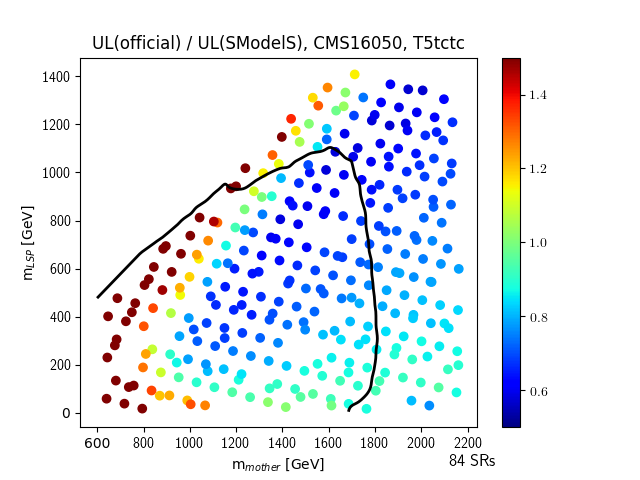 UL(official) / UL(SModelS), CMS16050, T5tctc
1400
1200
1000
800
600
400
200
0
m_LSP [GeV]
600 800 1000 1200 1400 1600 1800 2000 2200
m_mother [GeV]
84 SRs
1.4
1.2
1.0
0.8
0.6